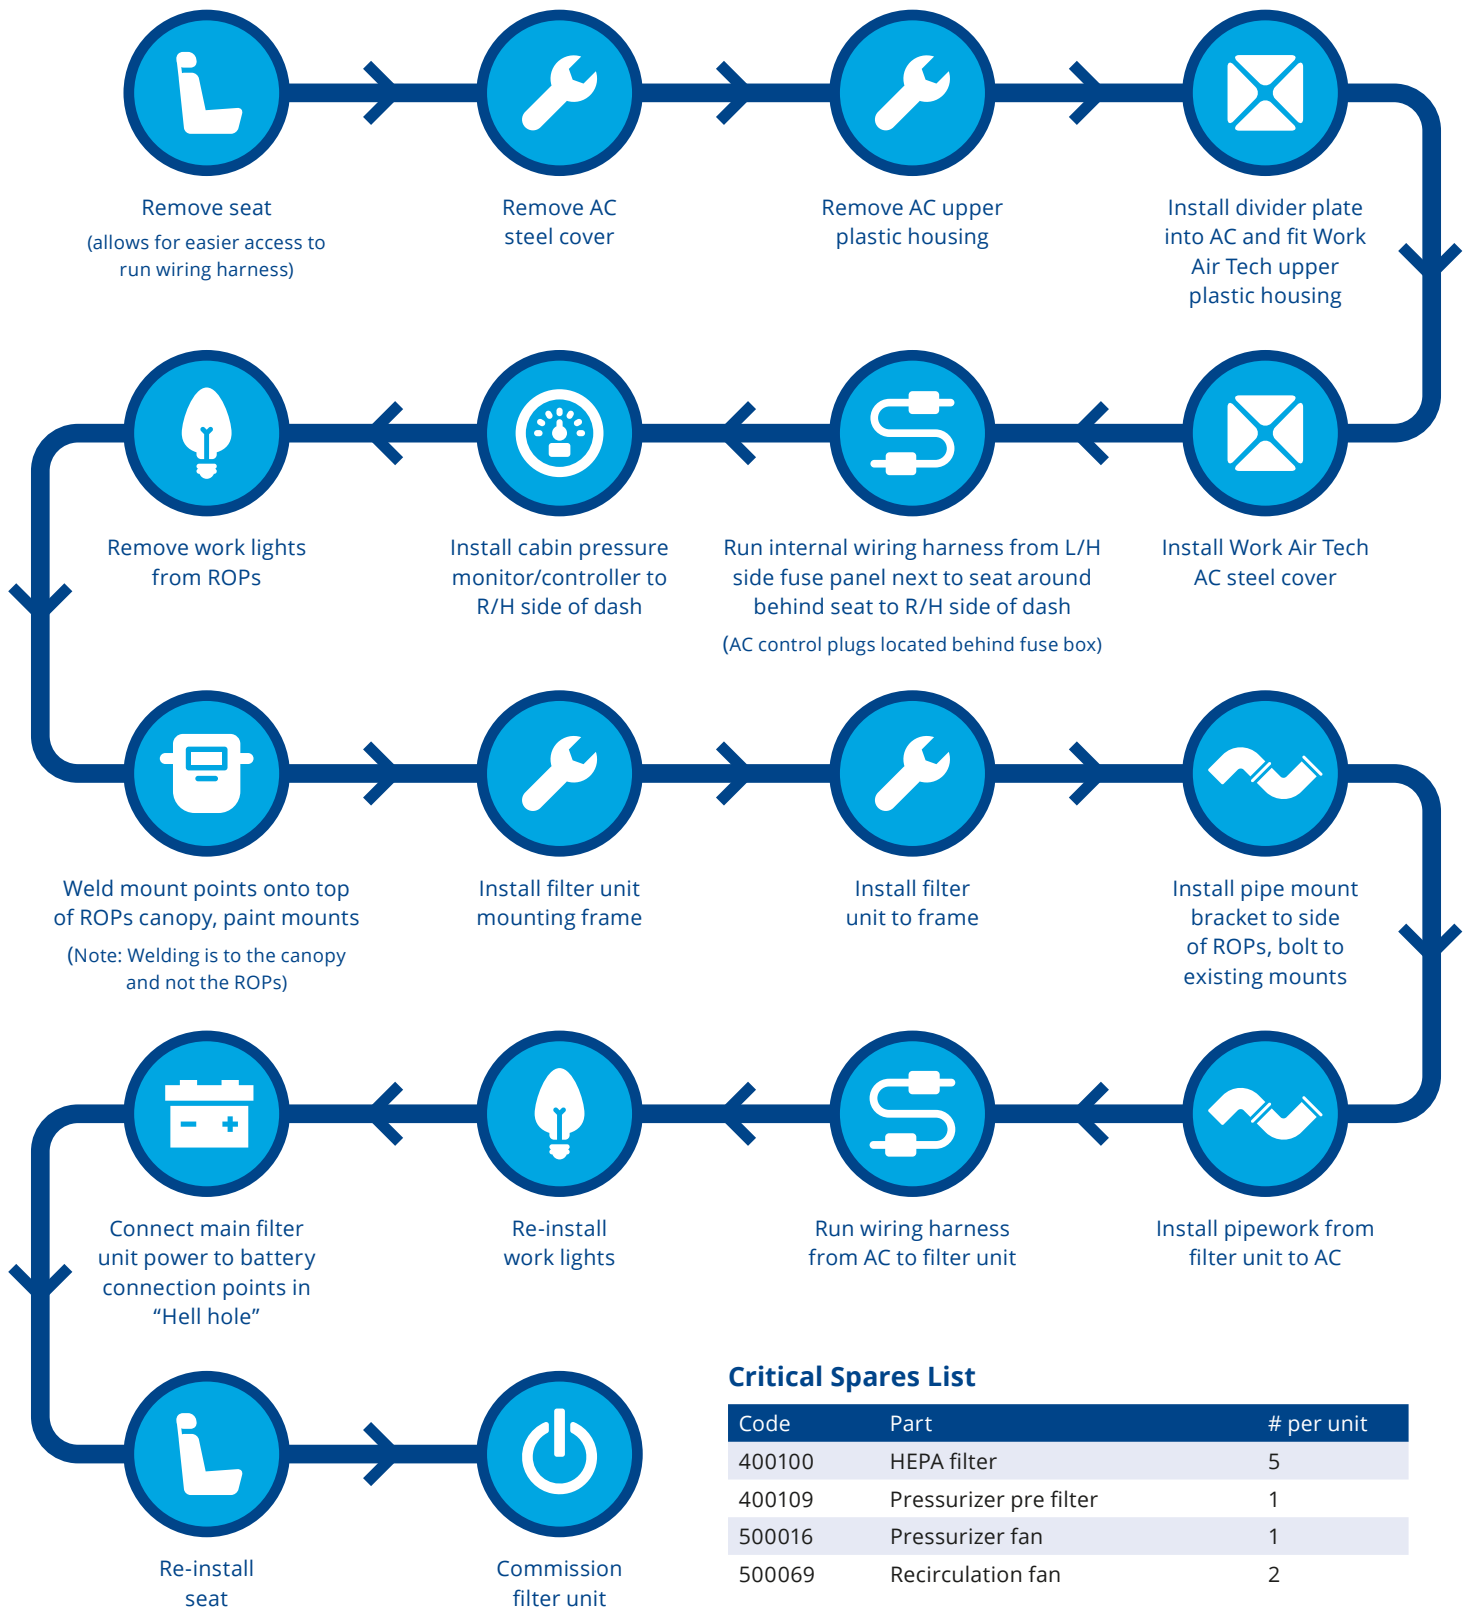 Remove seat
(allows for easier access to
run wiring harness)
Remove AC
steel cover
Remove AC upper
plastic housing
Install divider plate
into AC and fit Work
Air Tech upper
plastic housing
Install Work Air Tech
AC steel cover
Run internal wiring harness from L/H
side fuse panel next to seat around
behind seat to R/H side of dash
(AC control plugs located behind fuse box)
Install cabin pressure
monitor/controller to
R/H side of dash
Remove work lights
from ROPs
Weld mount points onto top
of ROPs canopy, paint mounts
(Note: Welding is to the canopy
and not the ROPs)
Install filter unit
mounting frame
Install filter
unit to frame
Install pipe mount
bracket to side
of ROPs, bolt to
existing mounts
Install pipework from
filter unit to AC
Run wiring harness
from AC to filter unit
Re-install
work lights
Connect main filter
unit power to battery
connection points in
“Hell hole”
Re-install
seat
Commission
filter unit
Critical Spares List
Code Part # per unit
400100 HEPA filter 5
400109 Pressurizer pre filter 1
500016 Pressurizer fan 1
500069 Recirculation fan 2